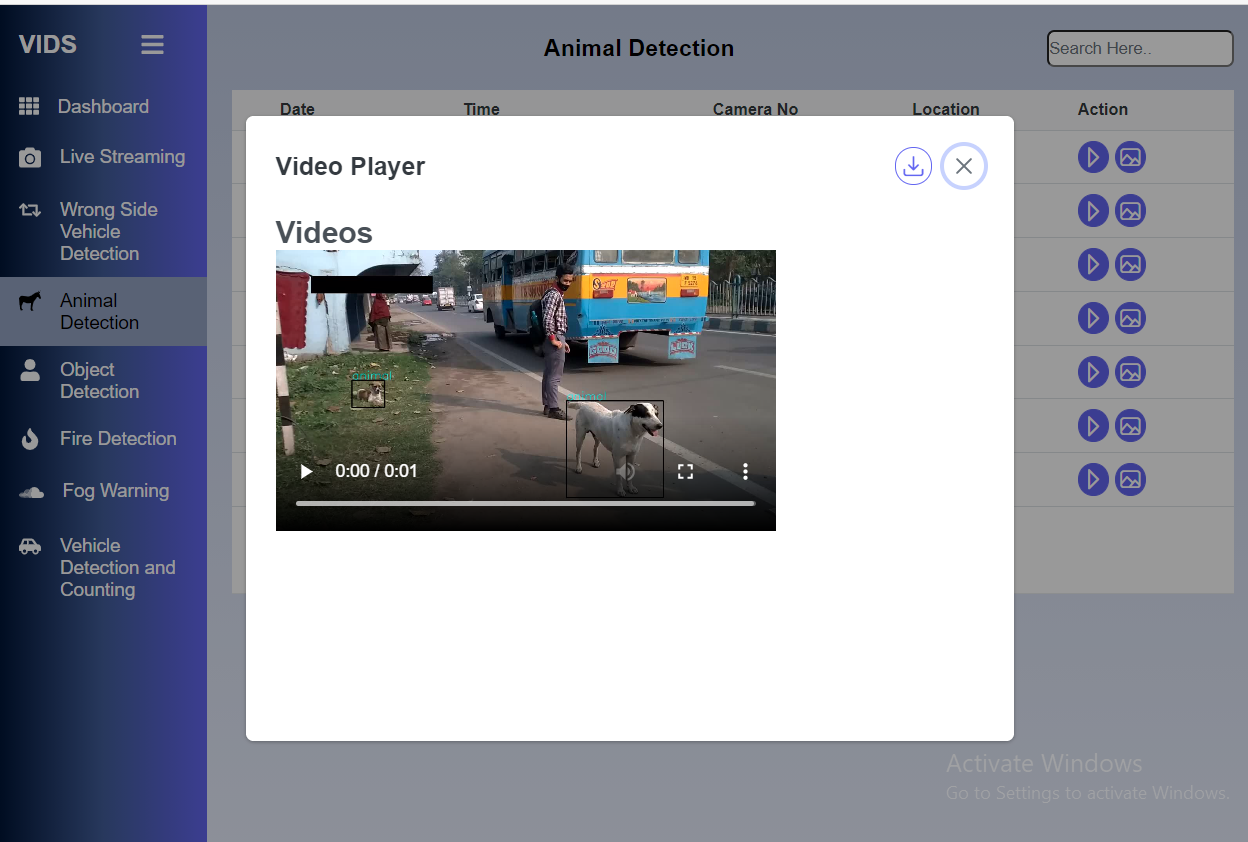 VIDS
Animal Detection
Search Here..
Dashboard
Live Streaming
Wrong Side
Vehicle
Detection
Animal
Detection
Object
Detection
Fire Detection
Fog Warning
Vehicle
Detection and
Counting
Date Time Camera No Location Action
Video Player
Videos
animal
animal
GOOD
LUCK
0:00 / 0:01
Activate Windows
Go to Settings to activate Windows.